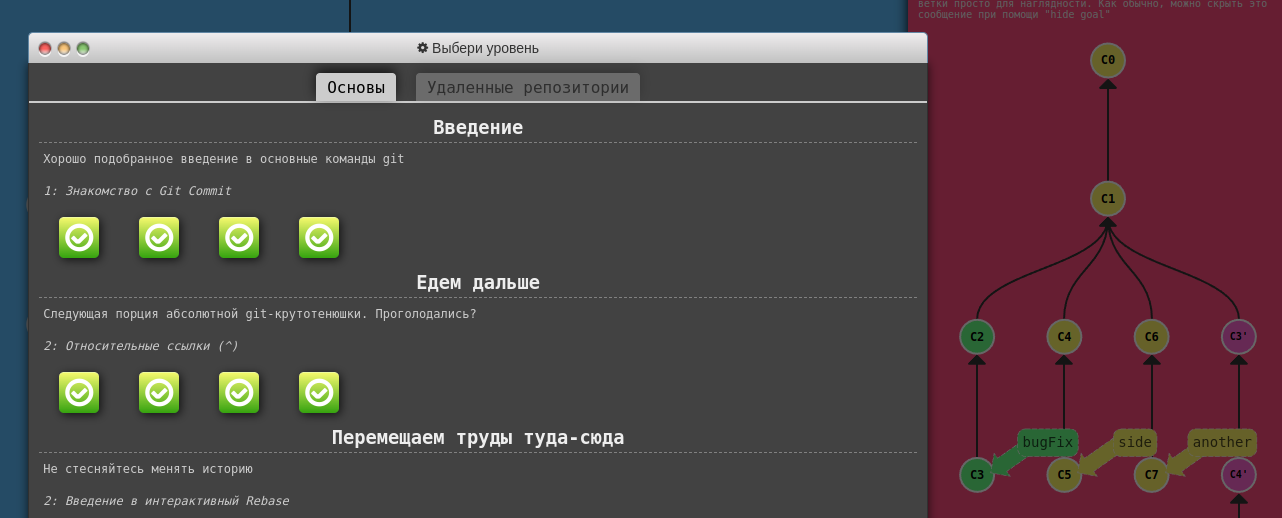 ветки просто для наглядности. Как обычно, можно скрыть это
сообщение при помощи "hide goal"
Выбери уровень
Основы
Удаленные репозитории
Введение
Хорошо подобранное введение в основные команды git
1: Знакомство с Git Commit
Едем дальше
Следующая порция абсолютной git-крутотенюшки. Проголодались?
2: Относительные ссылки (^)
Перемещаем труды туда-сюда
Не стесняйтесь менять историю
2: Введение в интерактивный Rebase
C0
C1
C2
C4
C6
C3'
bugFix
side
another
C3
C5
C7
C4'